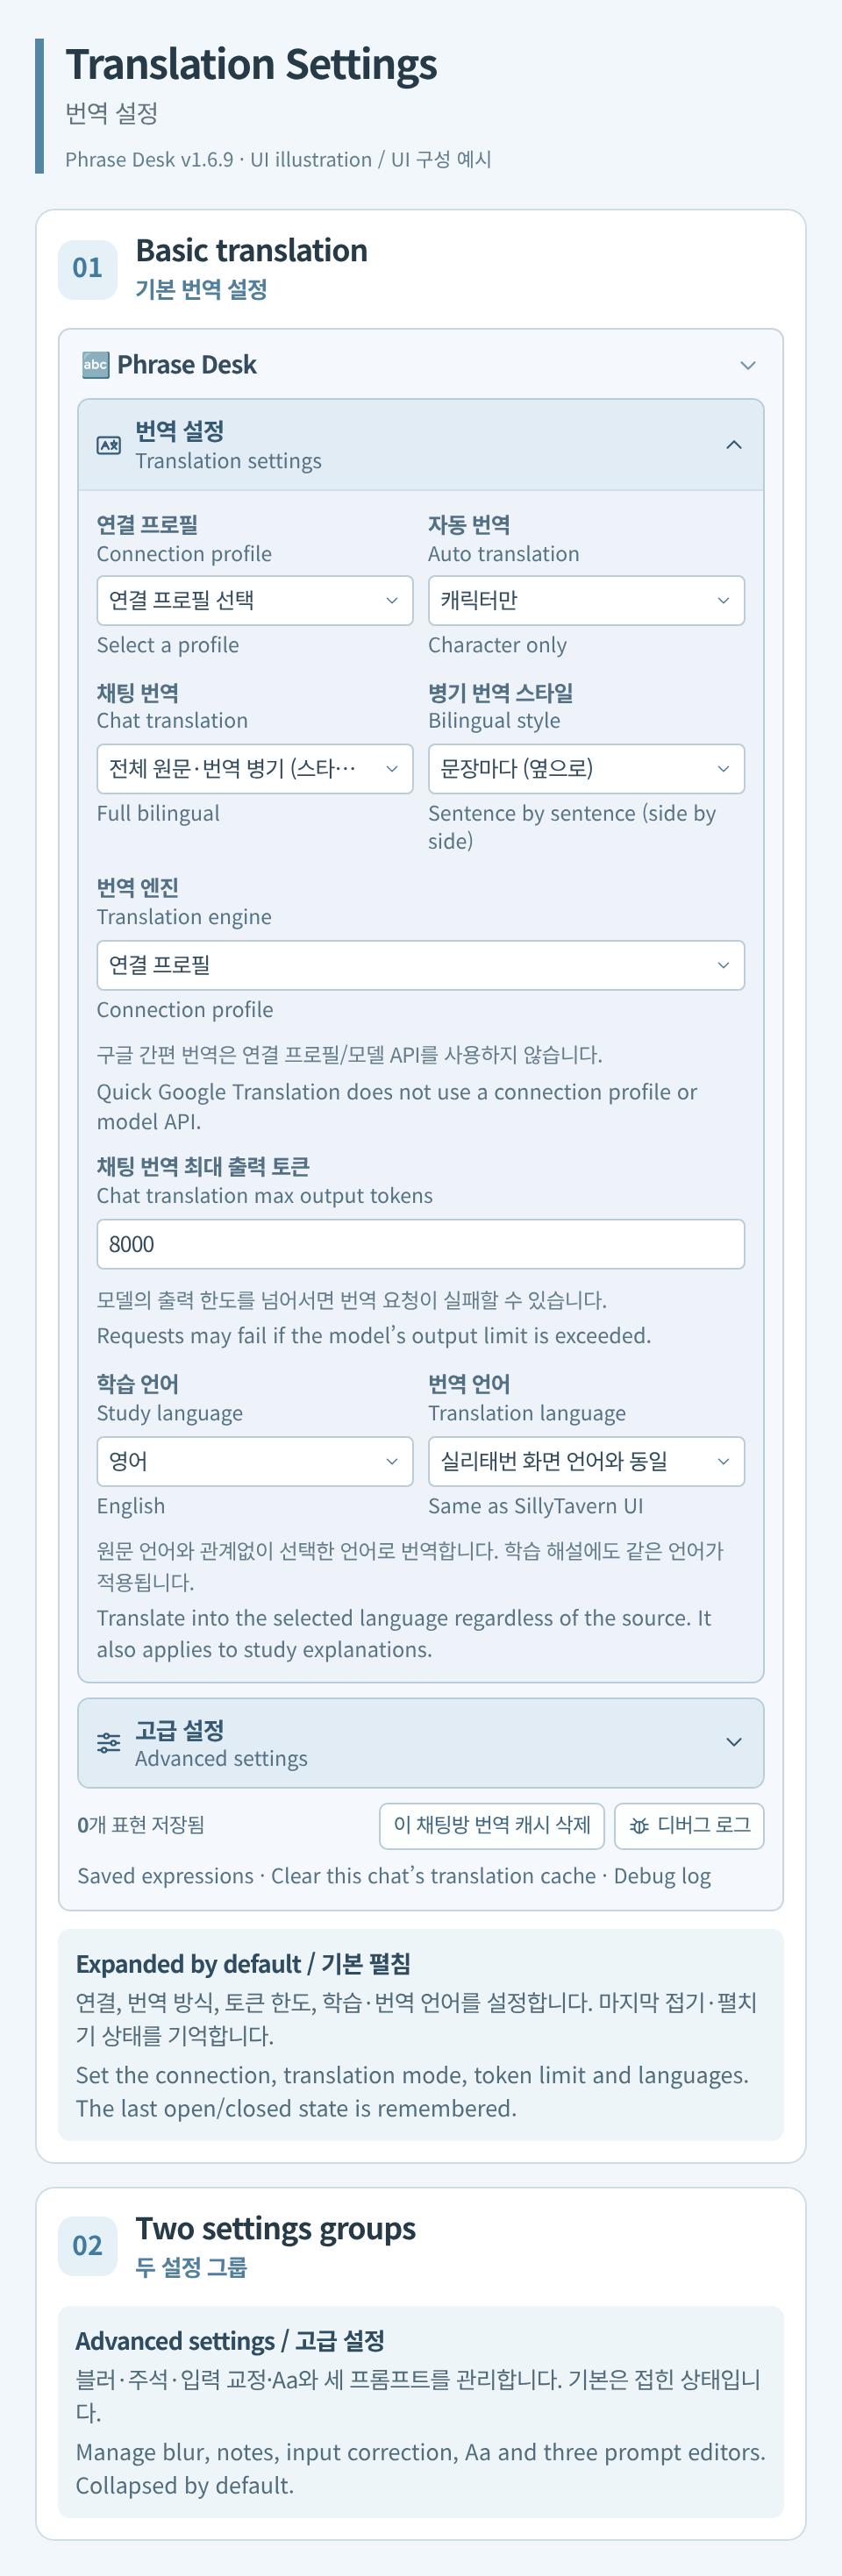 Translation Settings
번역 설정
Phrase Desk v1.6.9 · UI illustration / UI 구성 예시
01
Basic translation
기본 번역 설정
abc Phrase Desk
번역 설정
Translation settings
연결 프로필
Connection profile
연결 프로필 선택
Select a profile
자동 번역
Auto translation
캐릭터만
Character only
채팅 번역
Chat translation
전체 원문·번역 병기 (스타···
Full bilingual
병기 번역 스타일
Bilingual style
문장마다 (옆으로)
Sentence by sentence (side by
side)
번역 엔진
Translation engine
연결 프로필
Connection profile
구글 간편 번역은 연결 프로필/모델 API를 사용하지 않습니다.
Quick Google Translation does not use a connection profile or
model API.
채팅 번역 최대 출력 토큰
Chat translation max output tokens
8000
모델의 출력 한도를 넘어서면 번역 요청이 실패할 수 있습니다.
Requests may fail if the model’s output limit is exceeded.
학습 언어
Study language
영어
English
번역 언어
Translation language
실리태번 화면 언어와 동일
Same as SillyTavern UI
원문 언어와 관계없이 선택한 언어로 번역합니다. 학습 해설에도 같은 언어가
적용됩니다.
Translate into the selected language regardless of the source. It
also applies to study explanations.
고급 설정
Advanced settings
0개 표현 저장됨
이 채팅방 번역 캐시 삭제
디버그 로그
Saved expressions · Clear this chat’s translation cache · Debug log
Expanded by default / 기본 펼침
연결, 번역 방식, 토큰 한도, 학습·번역 언어를 설정합니다. 마지막 접기·펼치
기 상태를 기억합니다.
Set the connection, translation mode, token limit and languages.
The last open/closed state is remembered.
02
Two settings groups
두 설정 그룹
Advanced settings / 고급 설정
블러·주석·입력 교정·Aa와 세 프롬프트를 관리합니다. 기본은 접힌 상태입니
다.
Manage blur, notes, input correction, Aa and three prompt editors.
Collapsed by default.